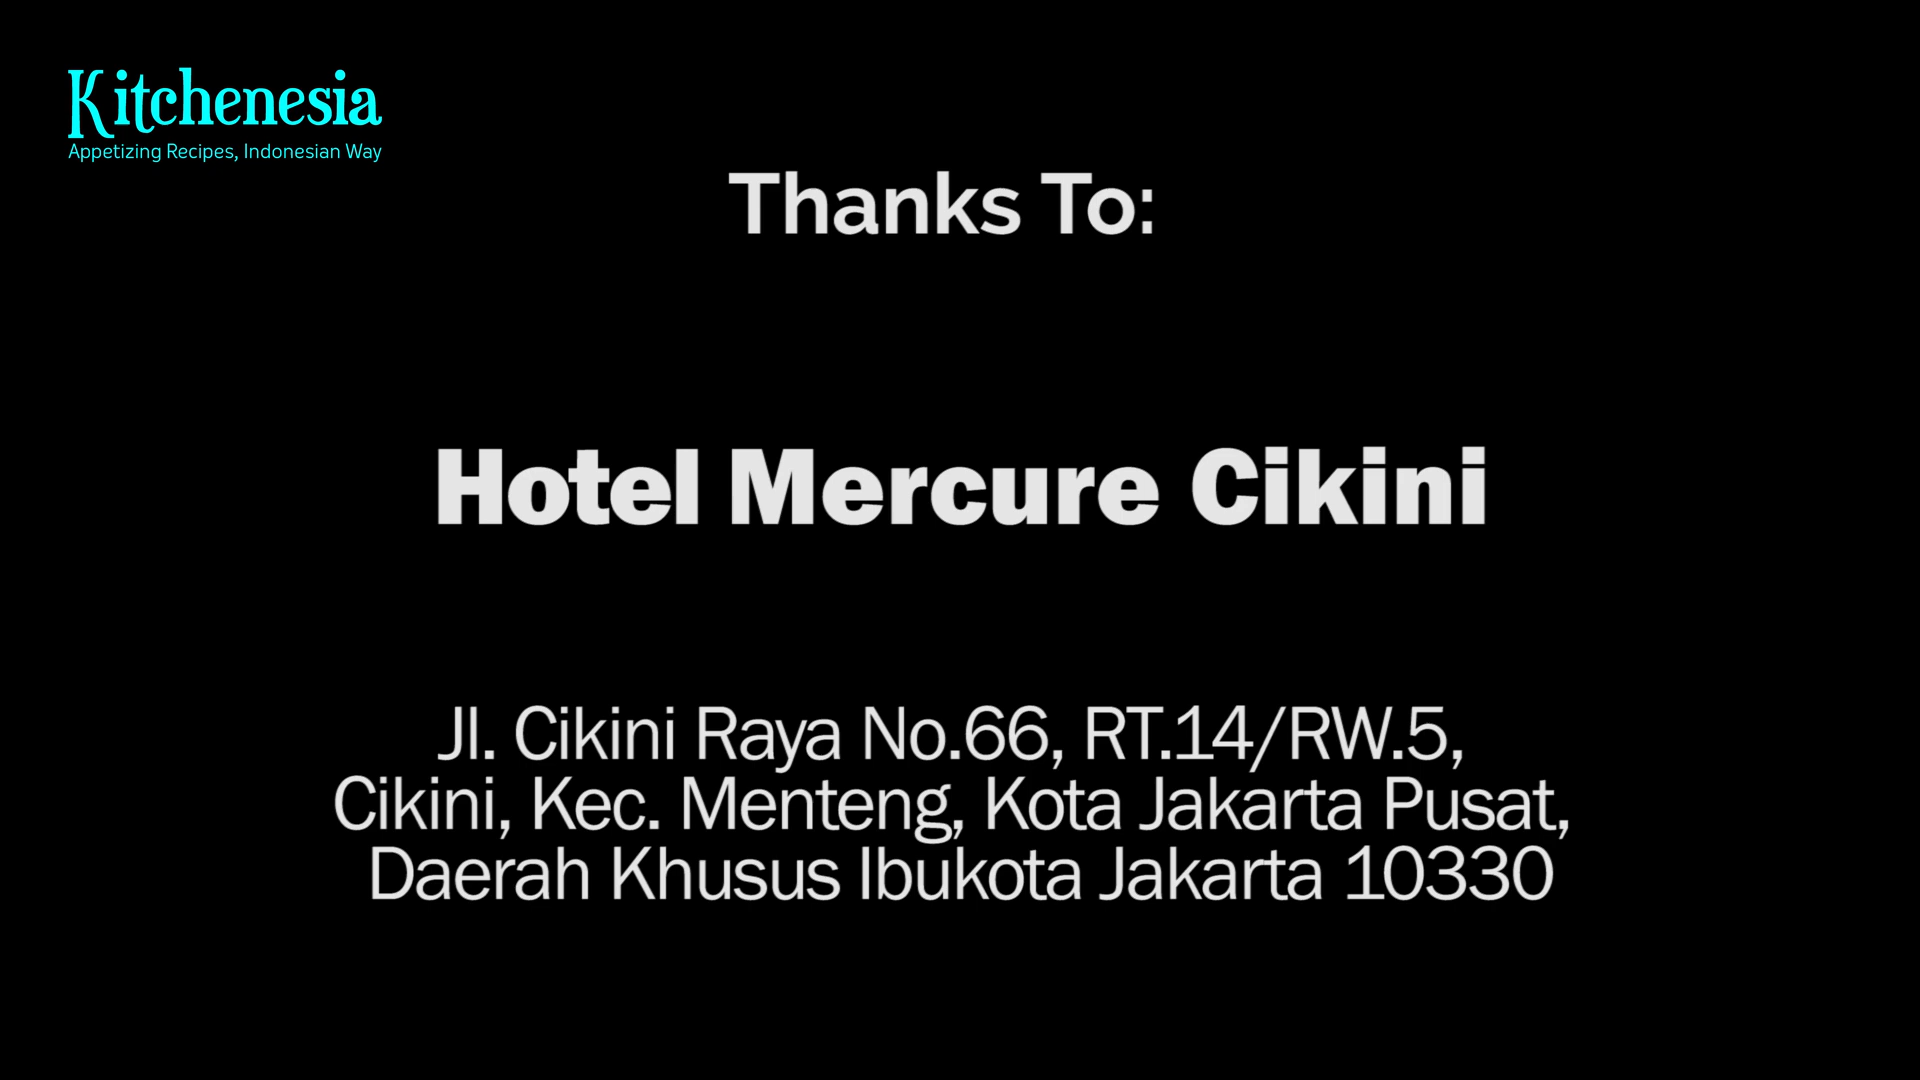 Kitchenesia
Appetizing Recipes, Indonesian Way
Thanks To:
Hotel Mercure Cikini
Jl. Cikini Raya No.66, RT.14/RW.5,
Cikini, Kec. Menteng, Kota Jakarta Pusat,
Daerah Khusus Ibukota Jakarta 10330